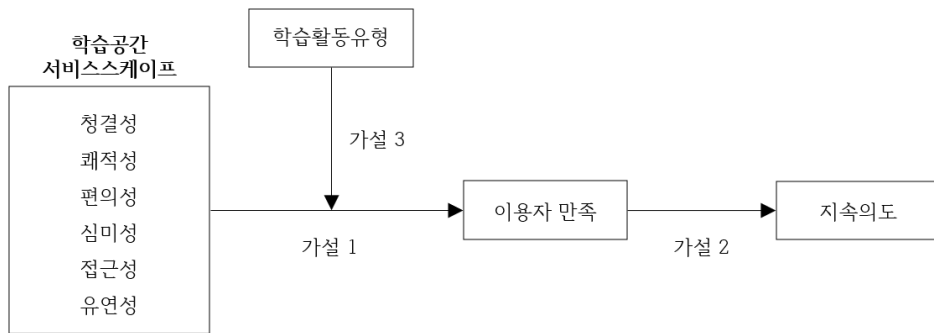 학습공간
서비스스케이프
청결성
쾌적성
편의성
심미성
접근성
유연성
학습활동유형
가설 3
가설 1
이용자 만족
가설 2
지속의도